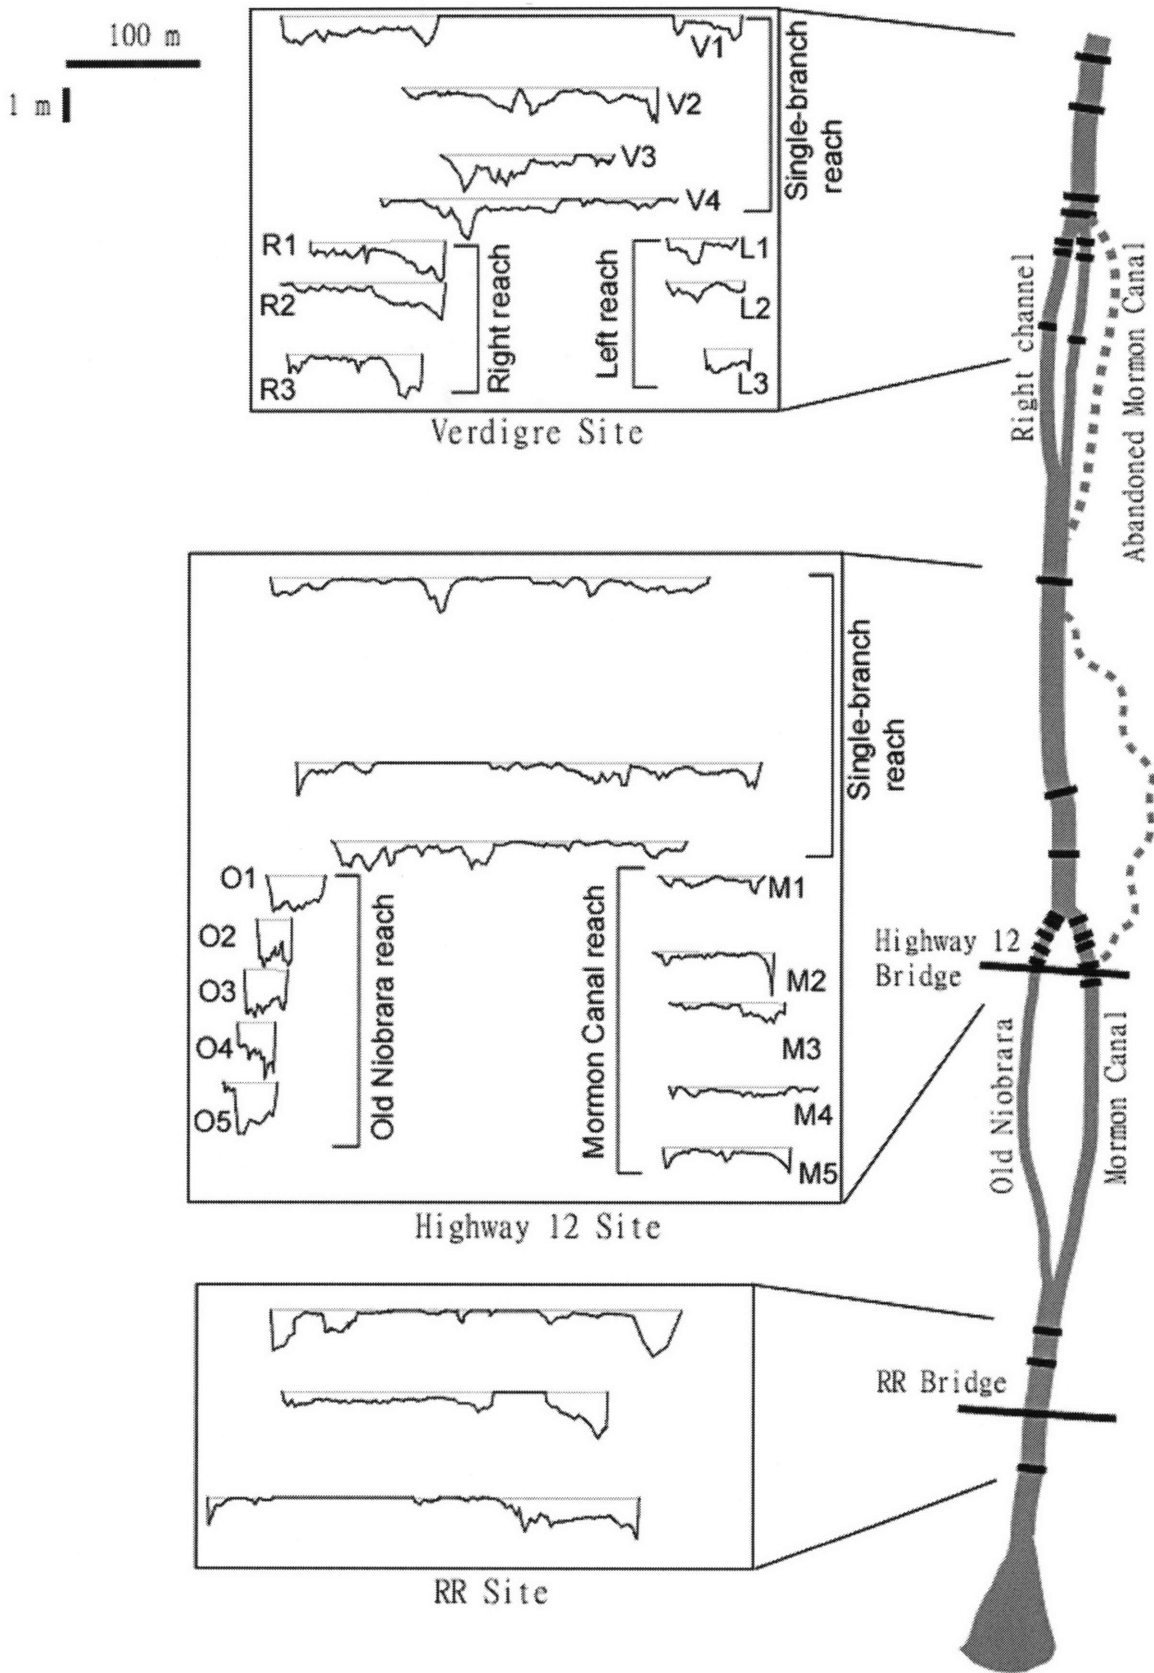 100 m
1 m
V1
V2
V3
V4
Single-branch
reach
R1
R2
R3
Right reach
Left reach
L1
L2
L3
Verdigre Site
Right channel
Abandoned Mormon Canal
Single-branch
reach
O1
O2
O3
O4
O5
Old Niobrara reach
Mormon Canal reach
M1
M2
M3
M4
M5
Highway 12 Site
Highway 12
Bridge
Old Niobrara
Mormon Canal
RR Bridge
RR Site